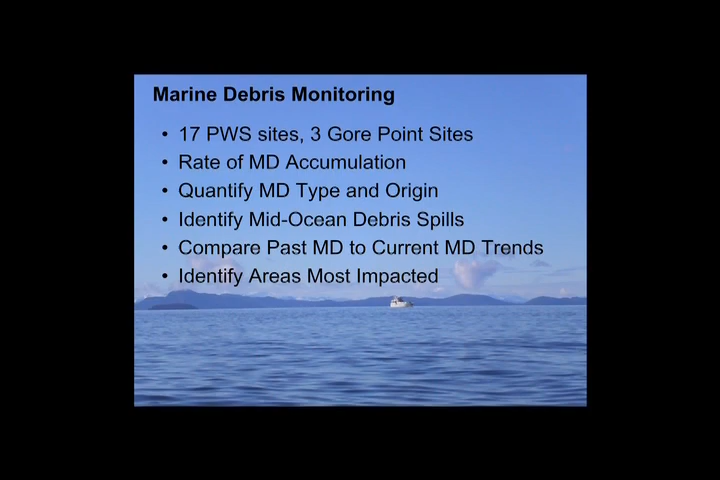 Marine Debris Monitoring
• 17 PWS sites, 3 Gore Point Sites
• Rate of MD Accumulation
• Quantify MD Type and Origin
• Identify Mid-Ocean Debris Spills
• Compare Past MD to Current MD Trends
• Identify Areas Most Impacted